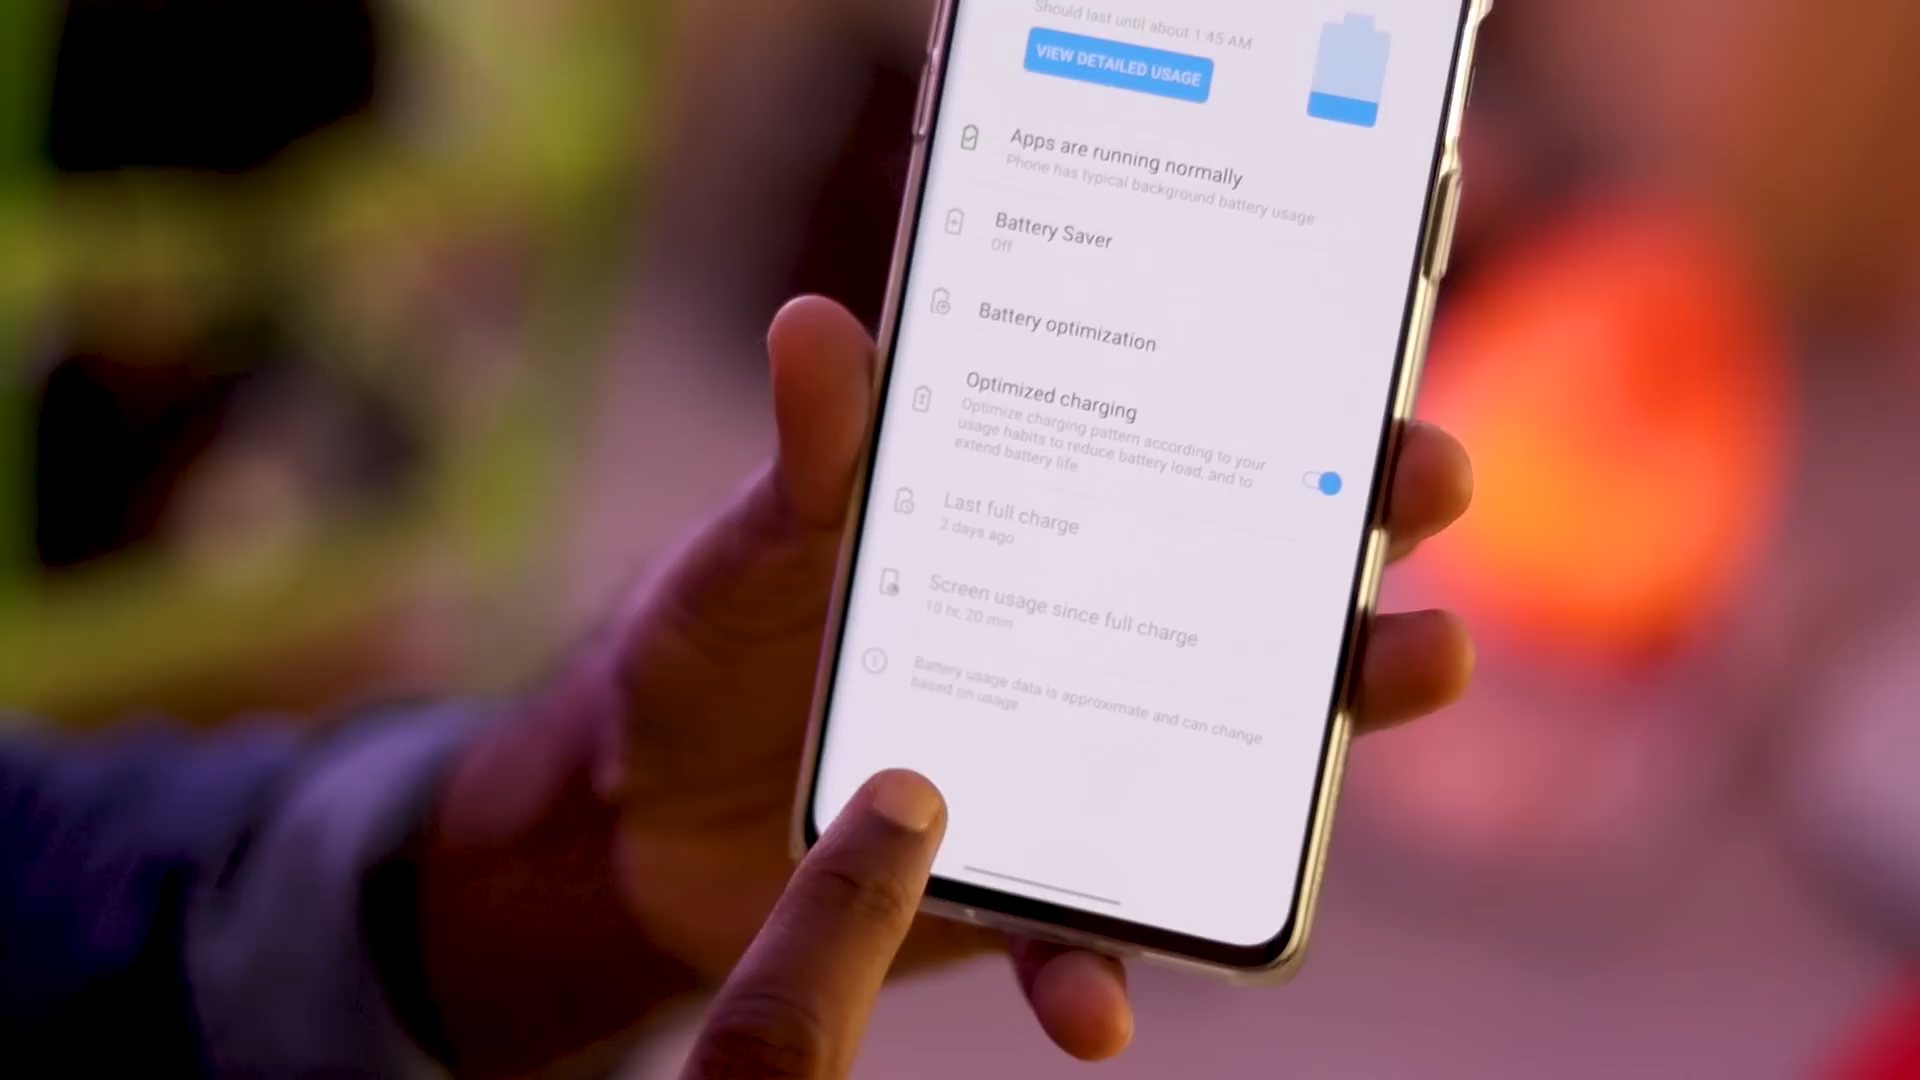 Should last until about 1:45 AM
VIEW DETAILED USAGE
Apps are running normally
Phone has typical background battery usage
Battery Saver
Off
Battery optimization
Optimized charging
Optimize charging pattern according to your
usage habits to reduce battery load, and to
extend battery life
Last full charge
2 days ago
Screen usage since full charge
10 hr, 20 min
Battery usage data is approximate and can change
based on usage